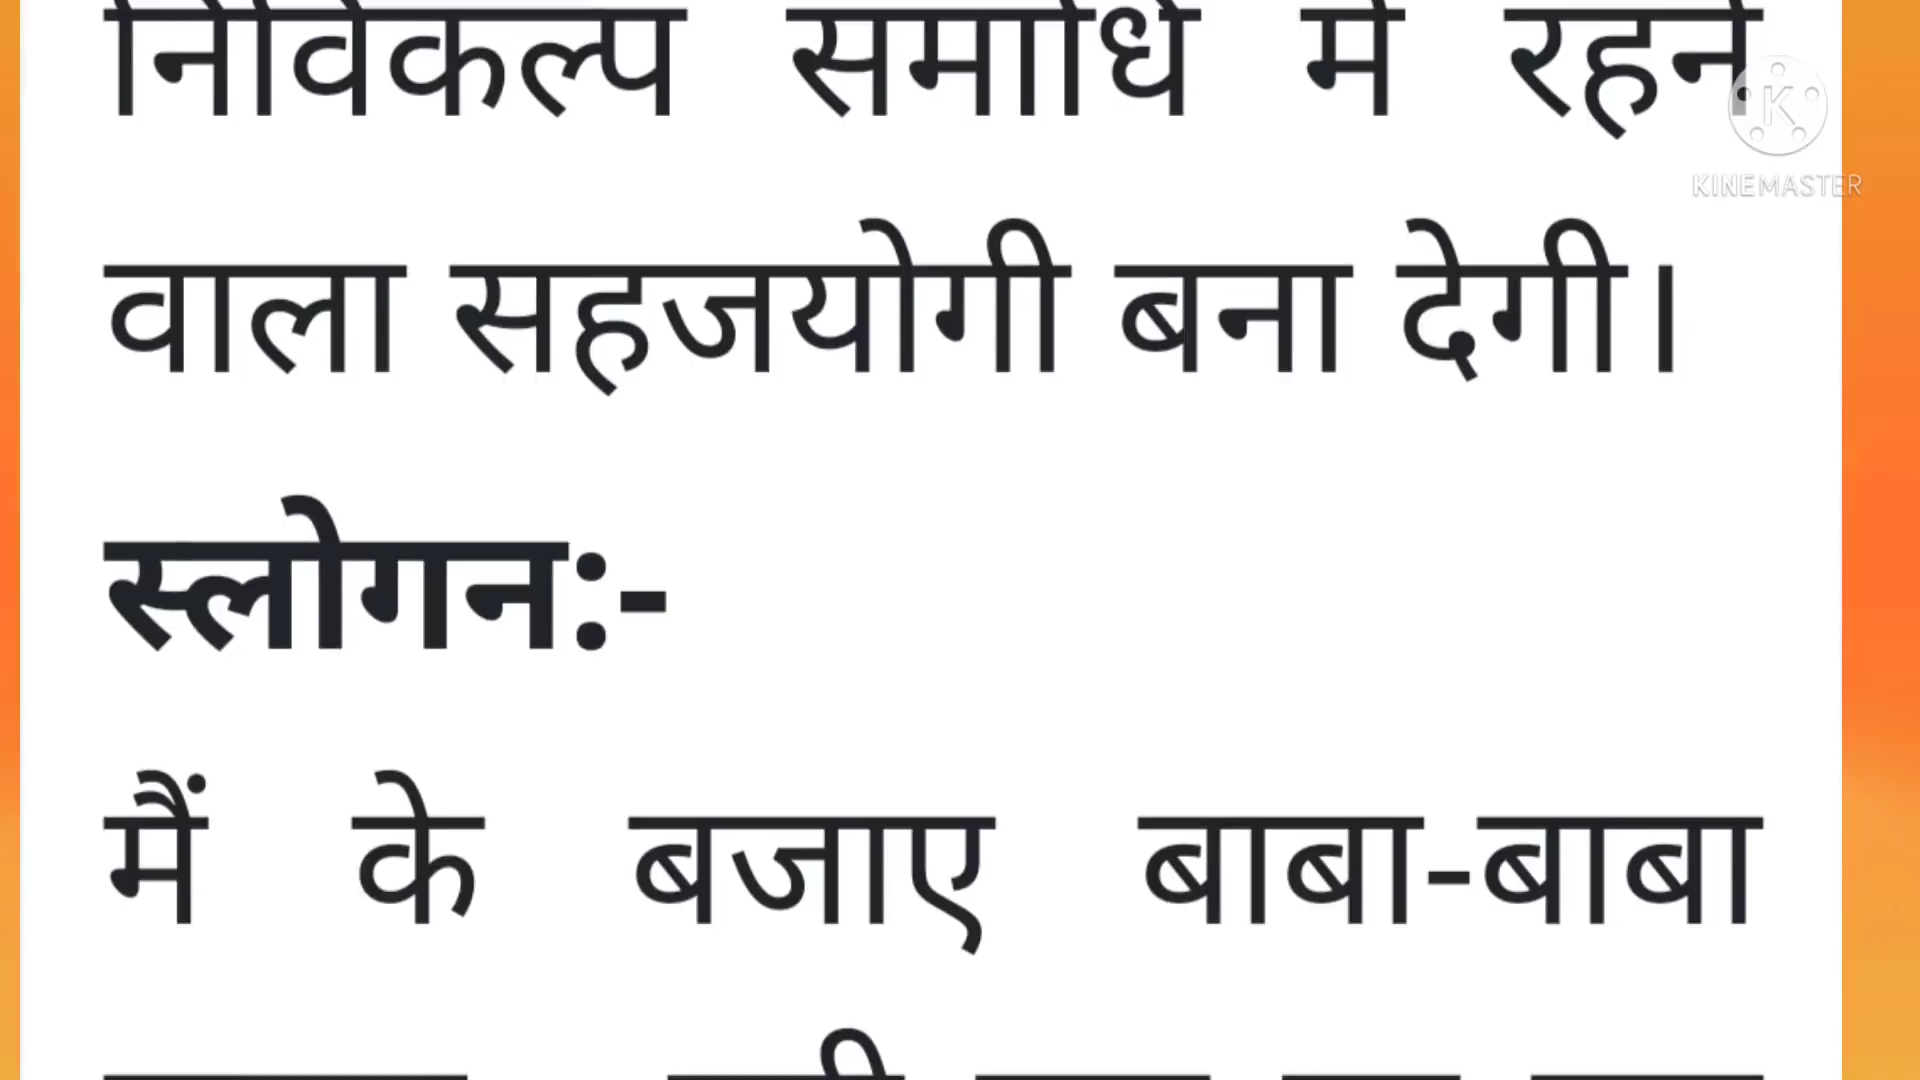 निर्विकल्प समाधि में रहने
KINEMASTER
वाला सहजयोगी बना देगी।
स्लोगन:-
मैं के बजाए बाबा-बाबा